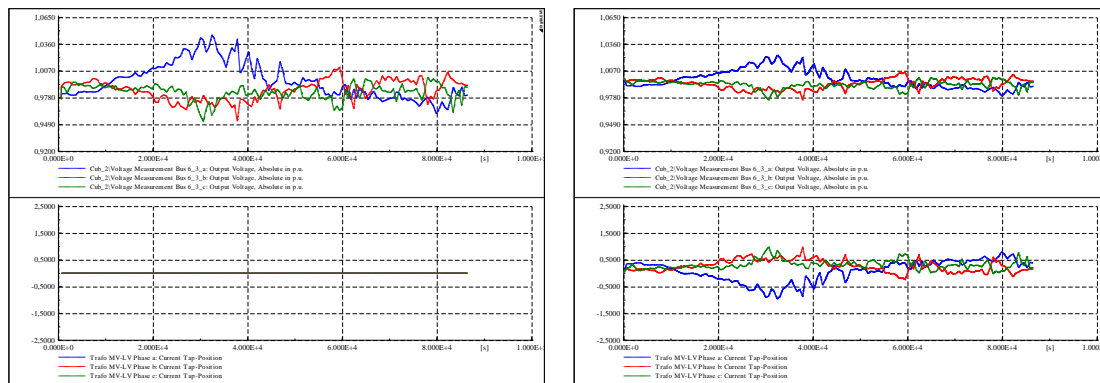 1,0650
1,0360
1,0070
0,9780
0,9490
0,9200
0.000E+0 2.000E+4 4.000E+4 6.000E+4 8.000E+4 [s] 1.000E+
Cub_2\Voltage Measurement Bus 6_3_a: Output Voltage, Absolute in p.u.
Cub_2\Voltage Measurement Bus 6_3_b: Output Voltage, Absolute in p.u.
Cub_2\Voltage Measurement Bus 6_3_c: Output Voltage, Absolute in p.u.
2,5000
1,5000
0,5000
-0,5000
-1,5000
-2,5000
0.000E+0 2.000E+4 4.000E+4 6.000E+4 8.000E+4 [s] 1.000E+
Trafo MV-LV Phase a: Current Tap-Position
Trafo MV-LV Phase b: Current Tap-Position
Trafo MV-LV Phase c: Current Tap-Position
1,0650
1,0360
1,0070
0,9780
0,9490
0,9200
0.000E+0 2.000E+4 4.000E+4 6.000E+4 8.000E+4 [s] 1.000
Cub_2\Voltage Measurement Bus 6_3_a: Output Voltage, Absolute in p.u.
Cub_2\Voltage Measurement Bus 6_3_b: Output Voltage, Absolute in p.u.
Cub_2\Voltage Measurement Bus 6_3_c: Output Voltage, Absolute in p.u.
2,5000
1,5000
0,5000
-0,5000
-1,5000
-2,5000
0.000E+0 2.000E+4 4.000E+4 6.000E+4 8.000E+4 [s] 1.000
Trafo MV-LV Phase a: Current Tap-Position
Trafo MV-LV Phase b: Current Tap-Position
Trafo MV-LV Phase c: Current Tap-Position